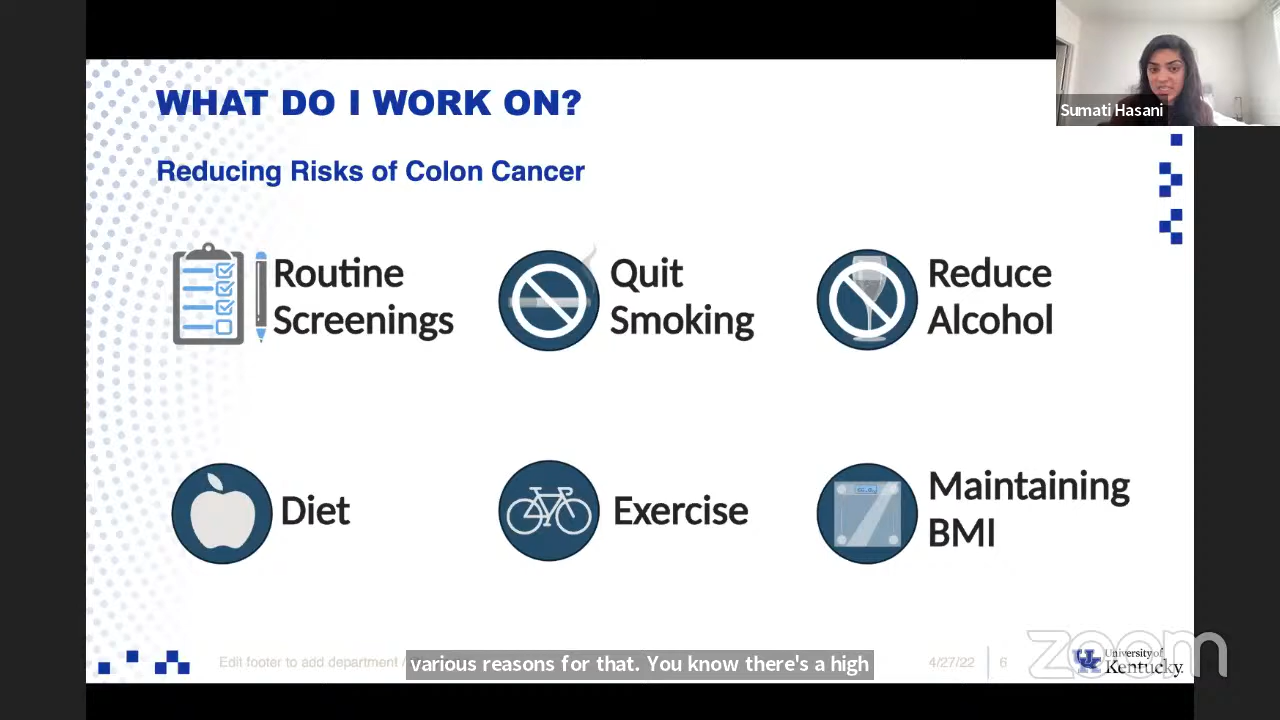 WHAT DO I WORK ON?
Sumati Hasani
Reducing Risks of Colon Cancer
Routine
Screenings
Quit
Smoking
Reduce
Alcohol
Diet
Exercise
Maintaining
BMI
Edit footer to add department /
various reasons for that. You know there's a high
4/27/22
6
zoom
University of
Kentucky.